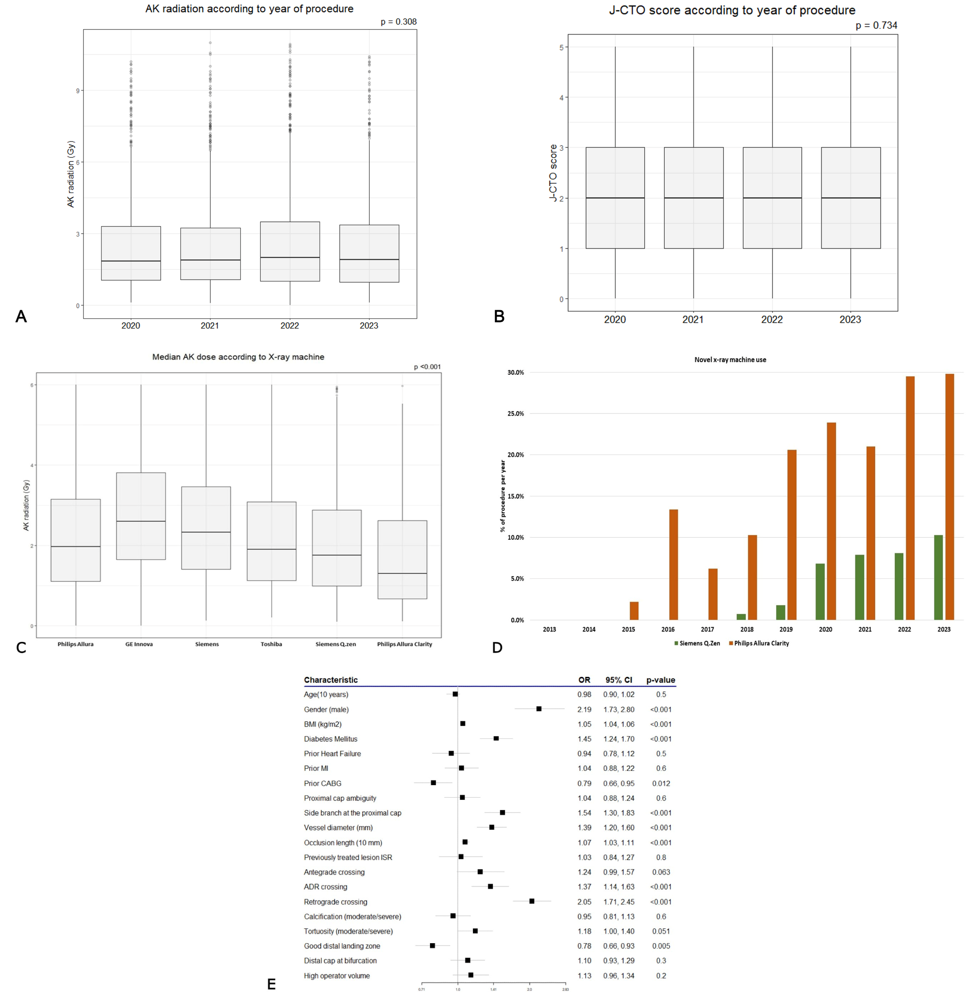 AK radiation according to year of procedure
p = 0.308
AK radiation (Gy)
9
6
3
0
2020 2021 2022 2023
A
J-CTO score according to year of procedure
p = 0.734
J-CTO score
5
4
3
2
1
0
2020 2021 2022 2023
B
Median AK dose according to X-ray machine
p <0.001
AK radiation (Gy)
6
4
2
0
Philips Allura GE Innova Siemens Toshiba Siemens Q.zen Philips Allura Clarity
C
Novel x-ray machine use
% of procedure per year
30.0%
25.0%
20.0%
15.0%
10.0%
5.0%
0.0%
2013 2014 2015 2016 2017 2018 2019 2020 2021 2022 2023
Siemens Q.Zen Philips Allura Clarity
D
Characteristic OR 95% CI p-value
Age(10 years) 0.98 0.90, 1.02 0.5
Gender (male) 2.19 1.73, 2.80 <0.001
BMI (kg/m2) 1.05 1.04, 1.06 <0.001
Diabetes Mellitus 1.45 1.24, 1.70 <0.001
Prior Heart Failure 0.94 0.78, 1.12 0.5
Prior MI 1.04 0.88, 1.22 0.6
Prior CABG 0.79 0.66, 0.95 0.012
Proximal cap ambiguity 1.04 0.88, 1.24 0.6
Side branch at the proximal cap 1.54 1.30, 1.83 <0.001
Vessel diameter (mm) 1.39 1.20, 1.60 <0.001
Occlusion length (10 mm) 1.07 1.03, 1.11 <0.001
Previously treated lesion ISR 1.03 0.84, 1.27 0.8
Antegrade crossing 1.24 0.99, 1.57 0.063
ADR crossing 1.37 1.14, 1.63 <0.001
Retrograde crossing 2.05 1.71, 2.45 <0.001
Calcification (moderate/severe) 0.95 0.81, 1.13 0.6
Tortuosity (moderate/severe) 1.18 1.00, 1.40 0.051
Good distal landing zone 0.78 0.66, 0.93 0.005
Distal cap at bifurcation 1.10 0.93, 1.29 0.3
High operator volume 1.13 0.96, 1.34 0.2
0.71 1.0 1.41 2.0 2.83
E